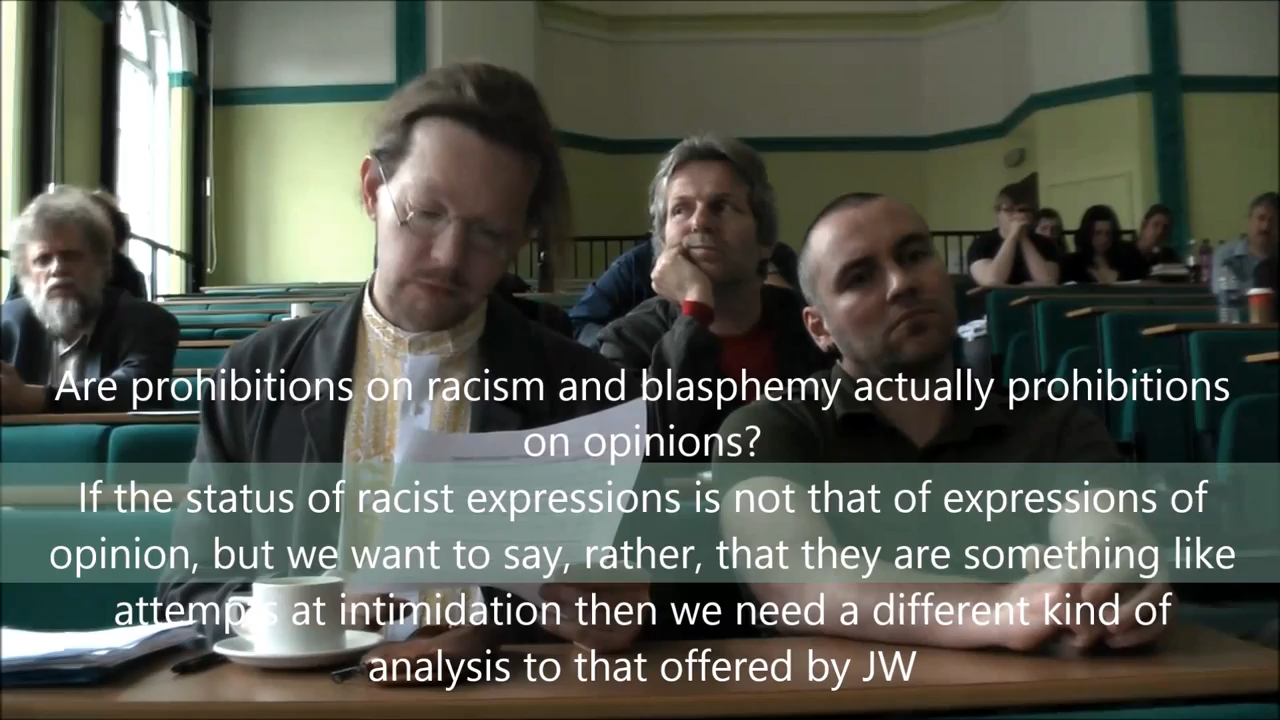 Are prohibitions on racism and blasphemy actually prohibitions
on opinions?
If the status of racist expressions is not that of expressions of
opinion, but we want to say, rather, that they are something like
attempts at intimidation then we need a different kind of
analysis to that offered by JW